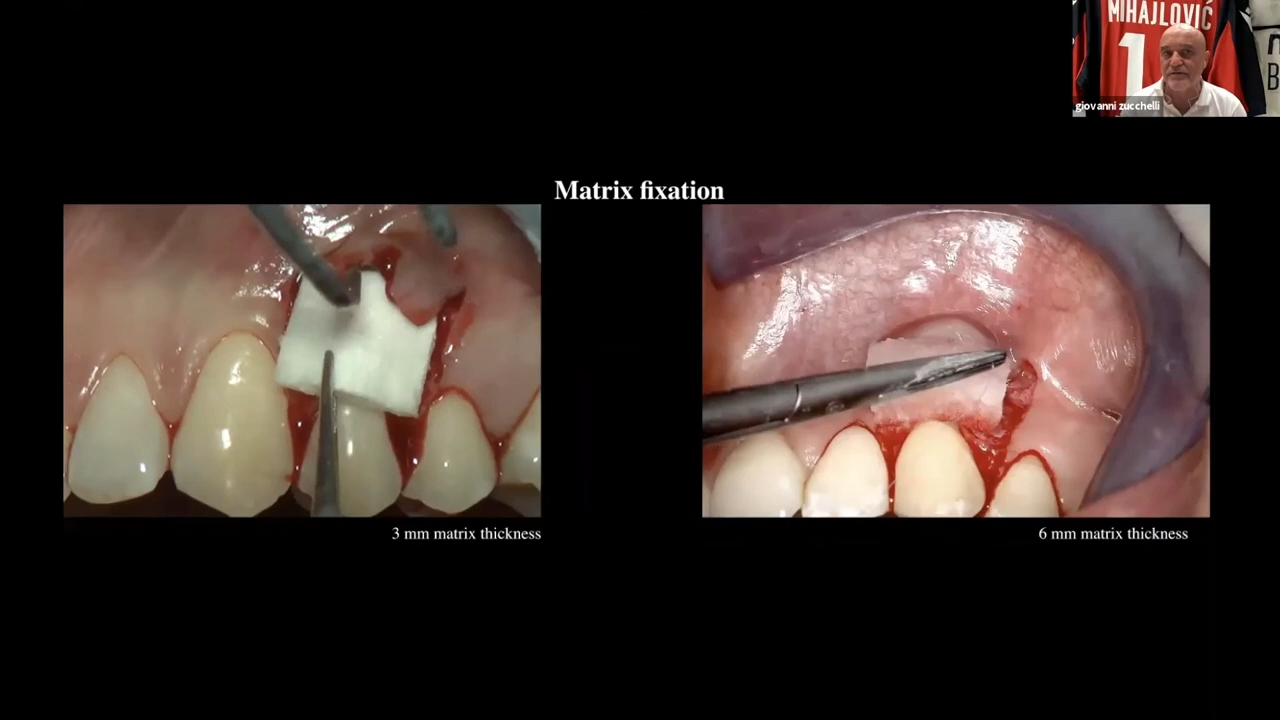 MIHAJLOVIĆ
1
B
giovanni zucchelli
Matrix fixation
3 mm matrix thickness
6 mm matrix thickness